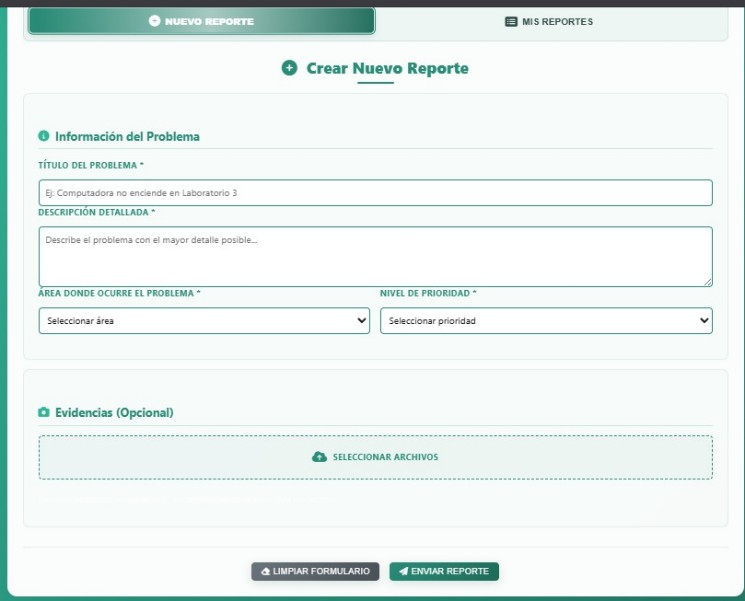 NUEVO REPORTE
MIS REPORTES
Crear Nuevo Reporte
Información del Problema
TÍTULO DEL PROBLEMA *
Ej: Computadora no enciende en Laboratorio 3
DESCRIPCIÓN DETALLADA *
Describe el problema con el mayor detalle posible...
ÁREA DONDE OCURRE EL PROBLEMA *
NIVEL DE PRIORIDAD *
Seleccionar área
Seleccionar prioridad
Evidencias (Opcional)
SELECCIONAR ARCHIVOS
LIMPIAR FORMULARIO
ENVIAR REPORTE